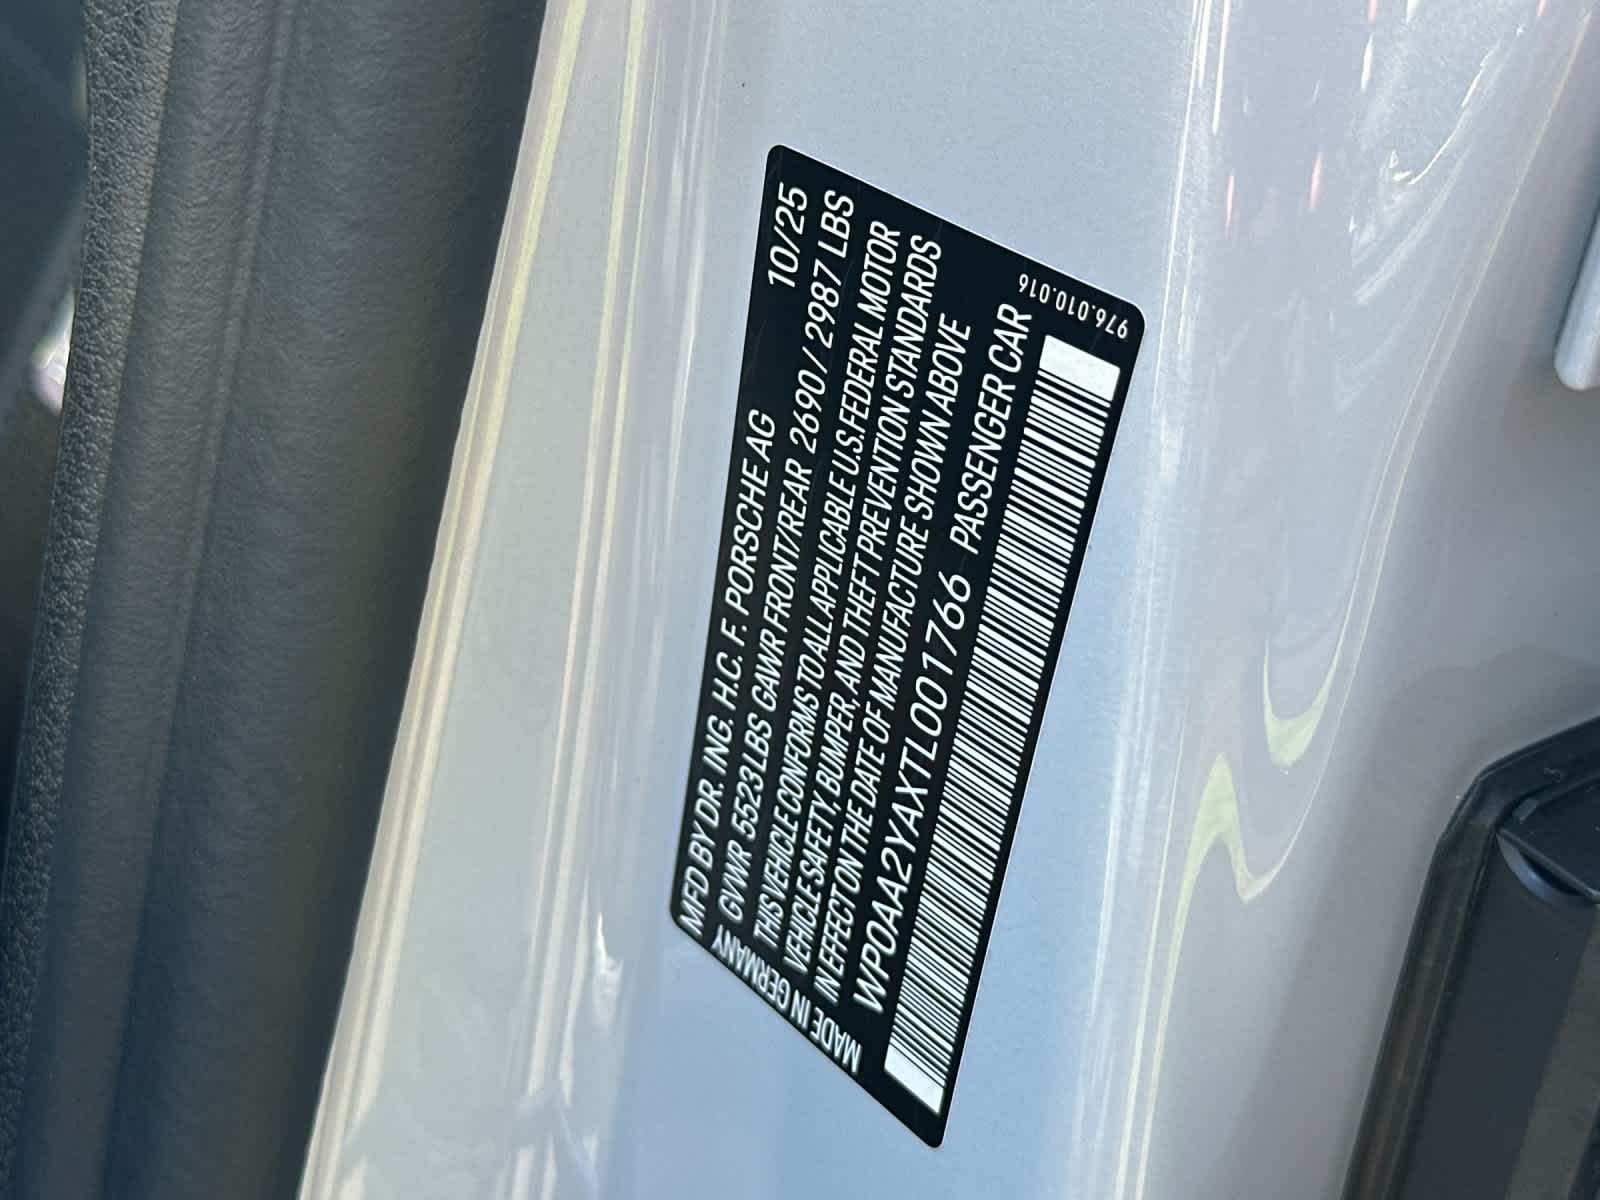 MFD BY DR. ING. H.C. F. PORSCHE AG 10/25
GVWR 5523 LBS GAWR FRONT/REAR 2690 / 2987 LBS
THIS VEHICLE CONFORMS TO ALL APPLICABLE U.S. FEDERAL MOTOR
VEHICLE SAFETY, BUMPER, AND THEFT PREVENTION STANDARDS
IN EFFECT ON THE DATE OF MANUFACTURE SHOWN ABOVE
WP0AA2YAXTL001766 PASSENGER CAR
MADE IN GERMANY
976.010.016